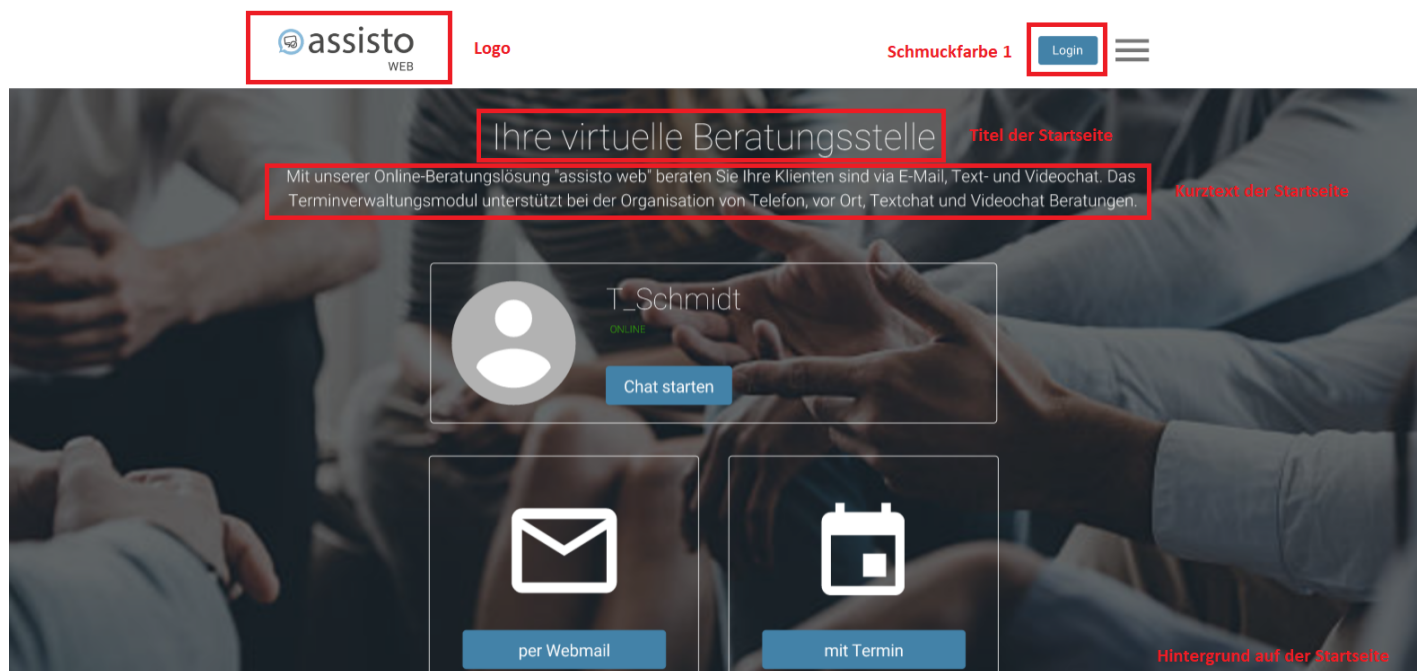 assisto
WEB
Logo
Schmuckfarbe 1
Login
Ihre virtuelle Beratungsstelle
Titel der Startseite
Mit unserer Online-Beratungslösung "assisto web" beraten Sie Ihre Klienten sind via E-Mail, Text- und Videochat. Das
Terminverwaltungsmodul unterstützt bei der Organisation von Telefon, vor Ort, Textchat und Videochat Beratungen.
Kurztext der Startseite
T_Schmidt
ONLINE
Chat starten
per Webmail
mit Termin
Hintergrund auf der Startseite